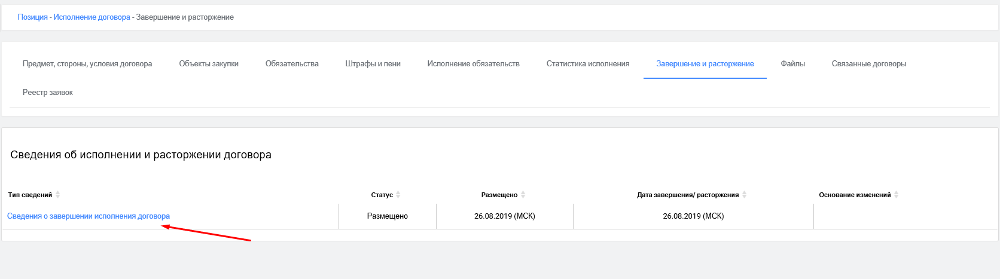 Позиция - Исполнение договора - Завершение и расторжение
Предмет, стороны, условия договора Объекты закупки Обязательства Штрафы и пени Исполнение обязательств Статистика исполнения Завершение и расторжение Файлы Связанные договоры
Реестр заявок
Сведения об исполнении и расторжении договора
Тип сведений Статус Размещено Дата завершения/ расторжения Основание изменений
Сведения о завершении исполнения договора Размещено 26.08.2019 (МСК) 26.08.2019 (МСК)